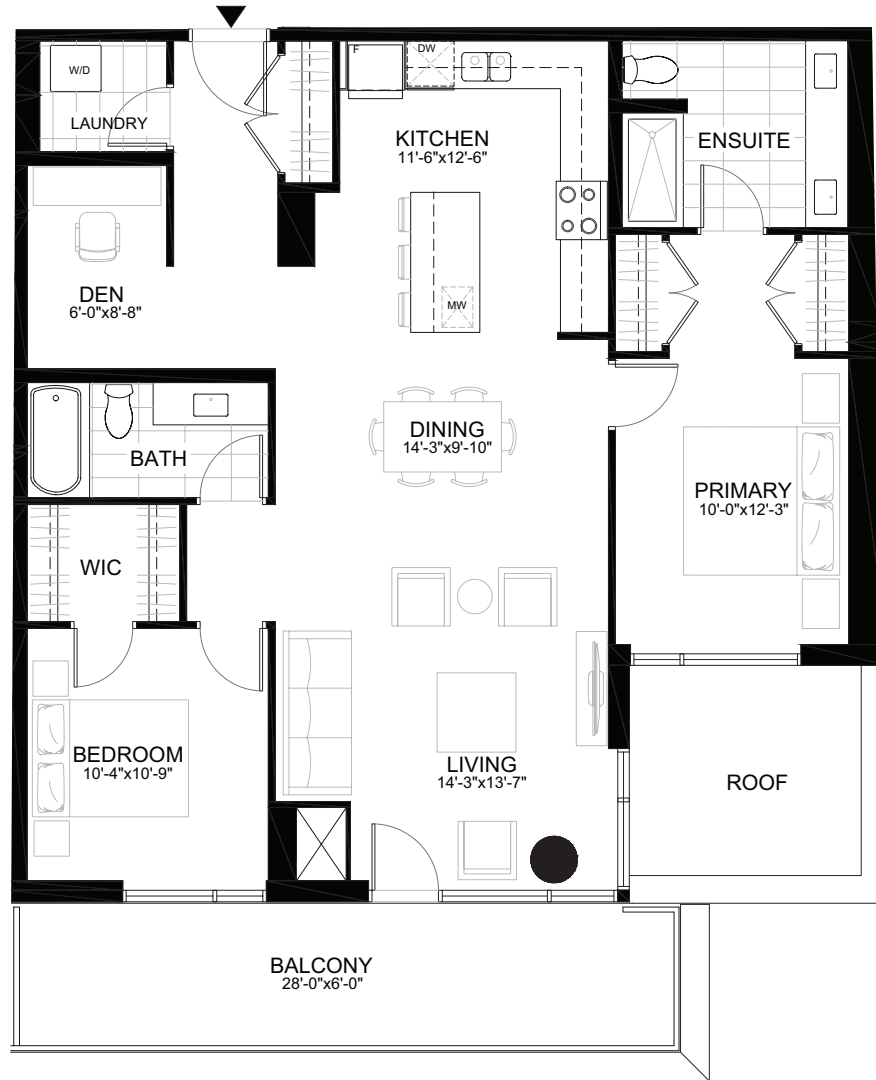 W/D
LAUNDRY
F
DW
KITCHEN
11'-6"x12'-6"
ENSUITE
DEN
6'-0"x8'-8"
MW
DINING
14'-3"x9'-10"
BATH
PRIMARY
10'-0"x12'-3"
WIC
BEDROOM
10'-4"x10'-9"
LIVING
14'-3"x13'-7"
ROOF
BALCONY
28'-0"x6'-0"